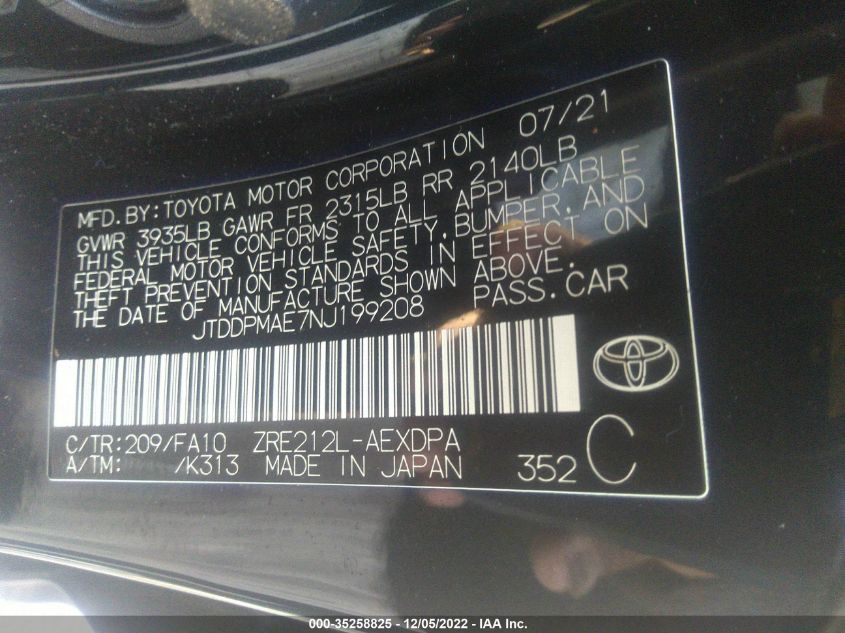 MFD. BY: TOYOTA MOTOR CORPORATION 07/21
GVWR 3935LB GAWR FR 2315LB RR 2140LB
THIS VEHICLE CONFORMS TO ALL APPLICABLE
FEDERAL MOTOR VEHICLE SAFETY, BUMPER, AND
THEFT PREVENTION STANDARDS IN EFFECT ON
THE DATE OF MANUFACTURE SHOWN ABOVE.
JTDDPMAE7NJ199208 PASS. CAR
C/TR: 209/FA10 ZRE212L-AEXDPA
A/TM: /K313 MADE IN JAPAN 352 C
000-35258825 - 12/05/2022 - IAA Inc.